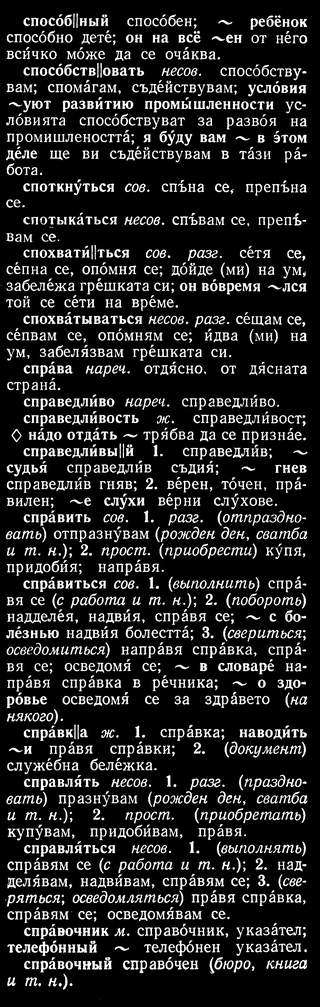 спосо́б||ный спосо́бен; ~ ребёнок
спосо́бно дете́; он на всё ~ен от не́го
вси́чко мо́же да се оча́ква.
спосо́бств||овать несов. спосо́бству-
вам; спома́гам, съде́йствувам; усло́вия
~уют разви́тию промы́шленности ус-
ло́вията спосо́бствуват за разво́я на
промишлеността́; я бу́ду вам ~ в э́том
де́ле ще ви съде́йствувам в та́зи ра́-
бота.
споткну́ться сов. спъ́на се, препъ́на
се.
спотыка́ться несов. спъ́вам се, препъ́-
вам се.
спохвати́||ться сов. разг. се́тя се,
се́пна се, опо́мня се; до́йде (ми) на ум,
забеле́жа гре́шката си; он во́время ~лся
той се се́ти на вре́ме.
спохва́тываться несов. разг. се́щам се,
се́пвам се, опо́мням се; и́два (ми) на
ум, забеля́звам гре́шката си.
спра́ва нареч. отдя́сно, от дя́сната
страна́.
справедли́во нареч. справедли́во.
справедли́вость ж. справедли́вост;
◊ на́до отда́ть ~ тря́бва да се призна́е.
справедли́вы||й 1. справедли́в; ~
судья́ справедли́в съдия́; ~ гнев
справедли́в гняв; 2. ве́рен, то́чен, пра́-
вилен; ~е слу́хи ве́рни слу́хове.
спра́вить сов. 1. разг. (отпраздно-
вать) отпразну́вам (рожден ден, сватба
и т. н.); 2. прост. (приобрести) ку́пя,
придоби́я; напра́вя.
спра́виться сов. 1. (выполнить) спра́-
вя се (с работа и т. н.); 2. (побороть)
надделе́я, надви́я, спра́вя се; ~ с бо-
ле́знью надви́я болестта́; 3. (свериться;
осведомиться) напра́вя спра́вка, спра́-
вя се; осведомя́ се; ~ в словаре́ на-
пра́вя спра́вка в ре́чника; ~ о здо-
ро́вье осведомя́ се за здра́вето (на
някого).
спра́вк||а ж. 1. спра́вка; наводи́ть
~и пра́вя спра́вки; 2. (документ)
служе́бна беле́жка.
справля́ть несов. 1. разг. (праздно-
вать) празну́вам (рожден ден, сватба
и т. н.); 2. прост. (приобретать)
купу́вам, придоби́вам, пра́вя.
справля́ться несов. 1. (выполнять)
спра́вям се (с работа и т. н.); 2. над-
деля́вам, надви́вам, спра́вям се; 3. (све-
ряться; осведомляться) пра́вя спра́вка,
спра́вям се; осведомя́вам се.
спра́вочник м. спра́вочник, указа́тел;
телефо́нный ~ телефо́нен указа́тел.
спра́вочный спра́вочен (бюро, книга
и т. н.).